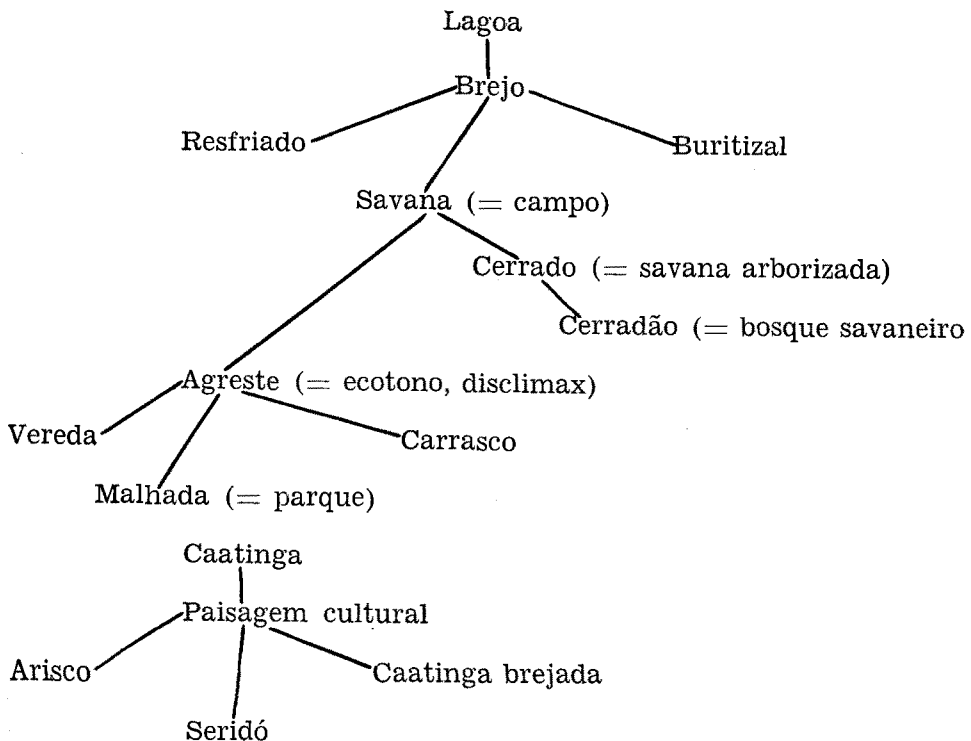 Lagoa
Brejo
Resfriado
Buritizal
Savana (= campo)
Cerrado (= savana arborizada)
Cerradão (= bosque savaneiro
Agreste (= ecotono, disclimax)
Vereda
Carrasco
Malhada (= parque)
Caatinga
Paisagem cultural
Arisco
Caatinga brejada
Seridó